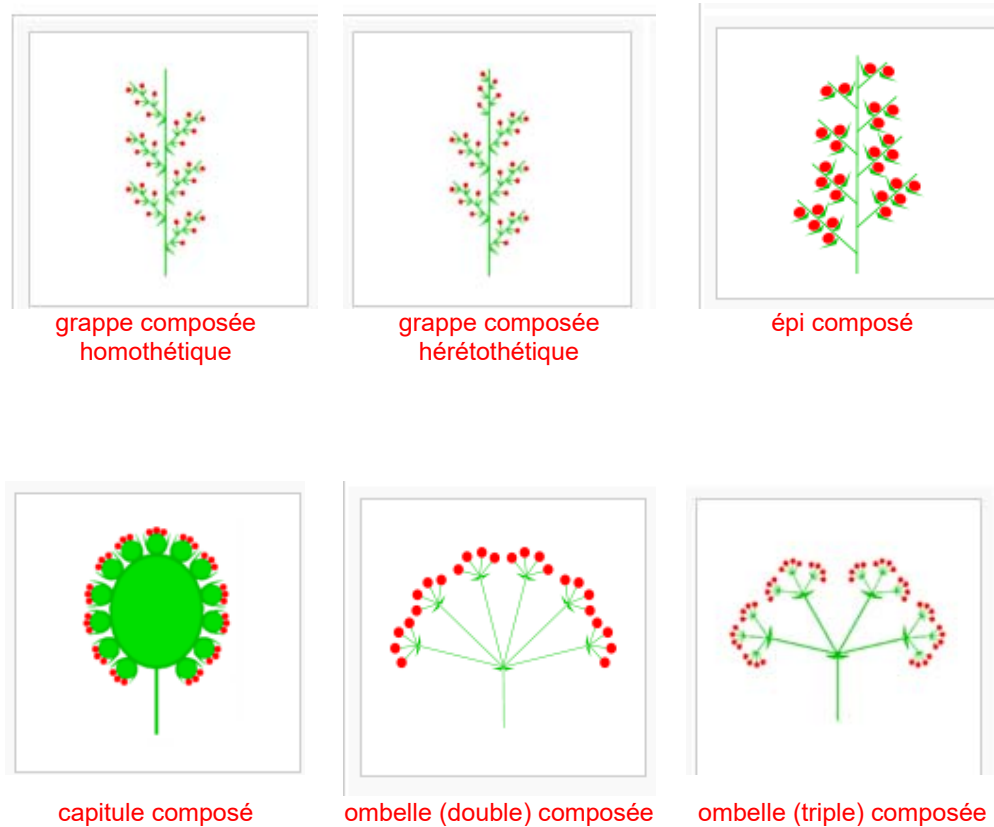 grappe composée
homothétique
grappe composée
hérétothétique
épi composé
capitule composé
ombelle (double) composée
ombelle (triple) composée